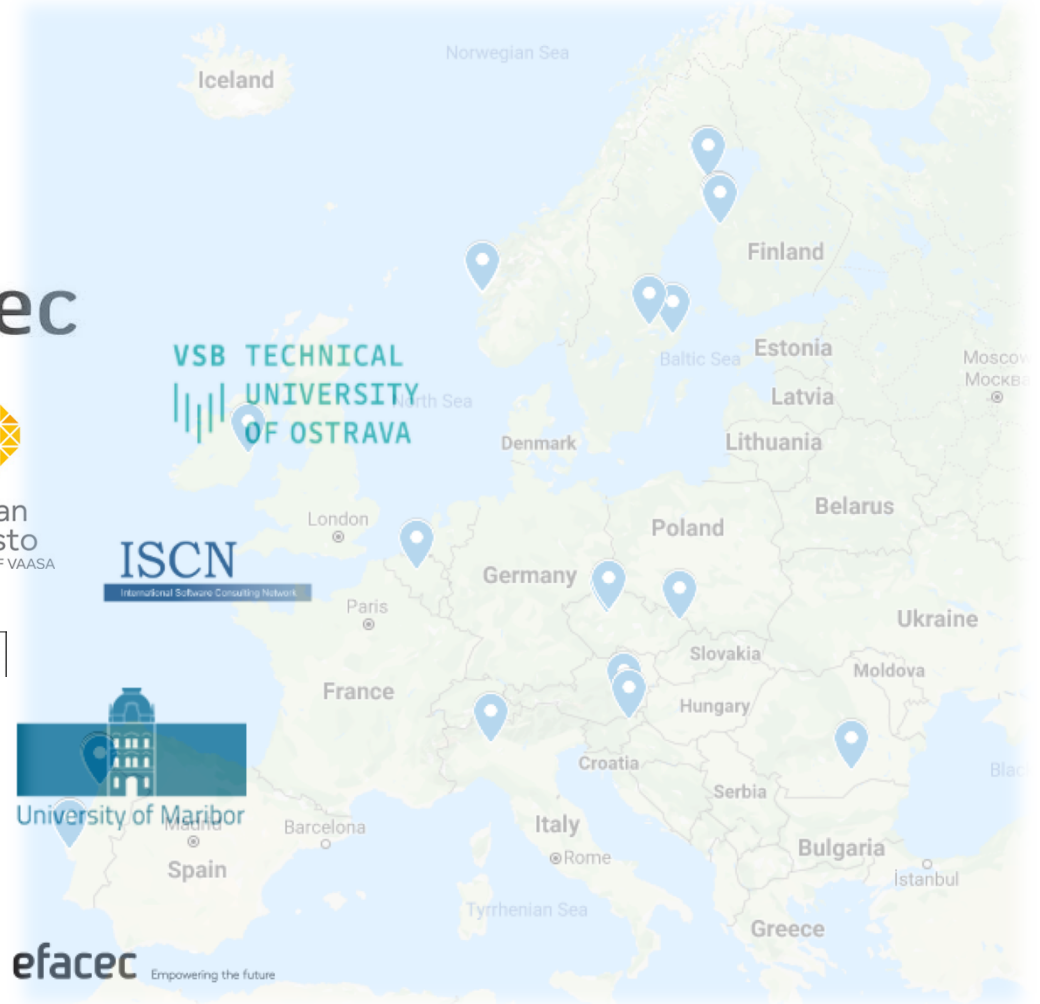 Norwegian Sea
Iceland
Finland
ec
VSB TECHNICAL
UNIVERSITY
OF OSTRAVA
North Sea
Baltic Sea
Estonia
Moscow
Москва
Latvia
Denmark
Lithuania
an
sto
F VAASA
London
Belarus
Poland
ISCN
International Software Consulting Network
Germany
Paris
Ukraine
Slovakia
Moldova
France
Hungary
Croatia
Serbia
Blac
University of Maribor
Madrid
Barcelona
Italy
Bulgaria
Rome
Spain
İstanbul
Tyrrhenian Sea
Greece
efacec Empowering the future